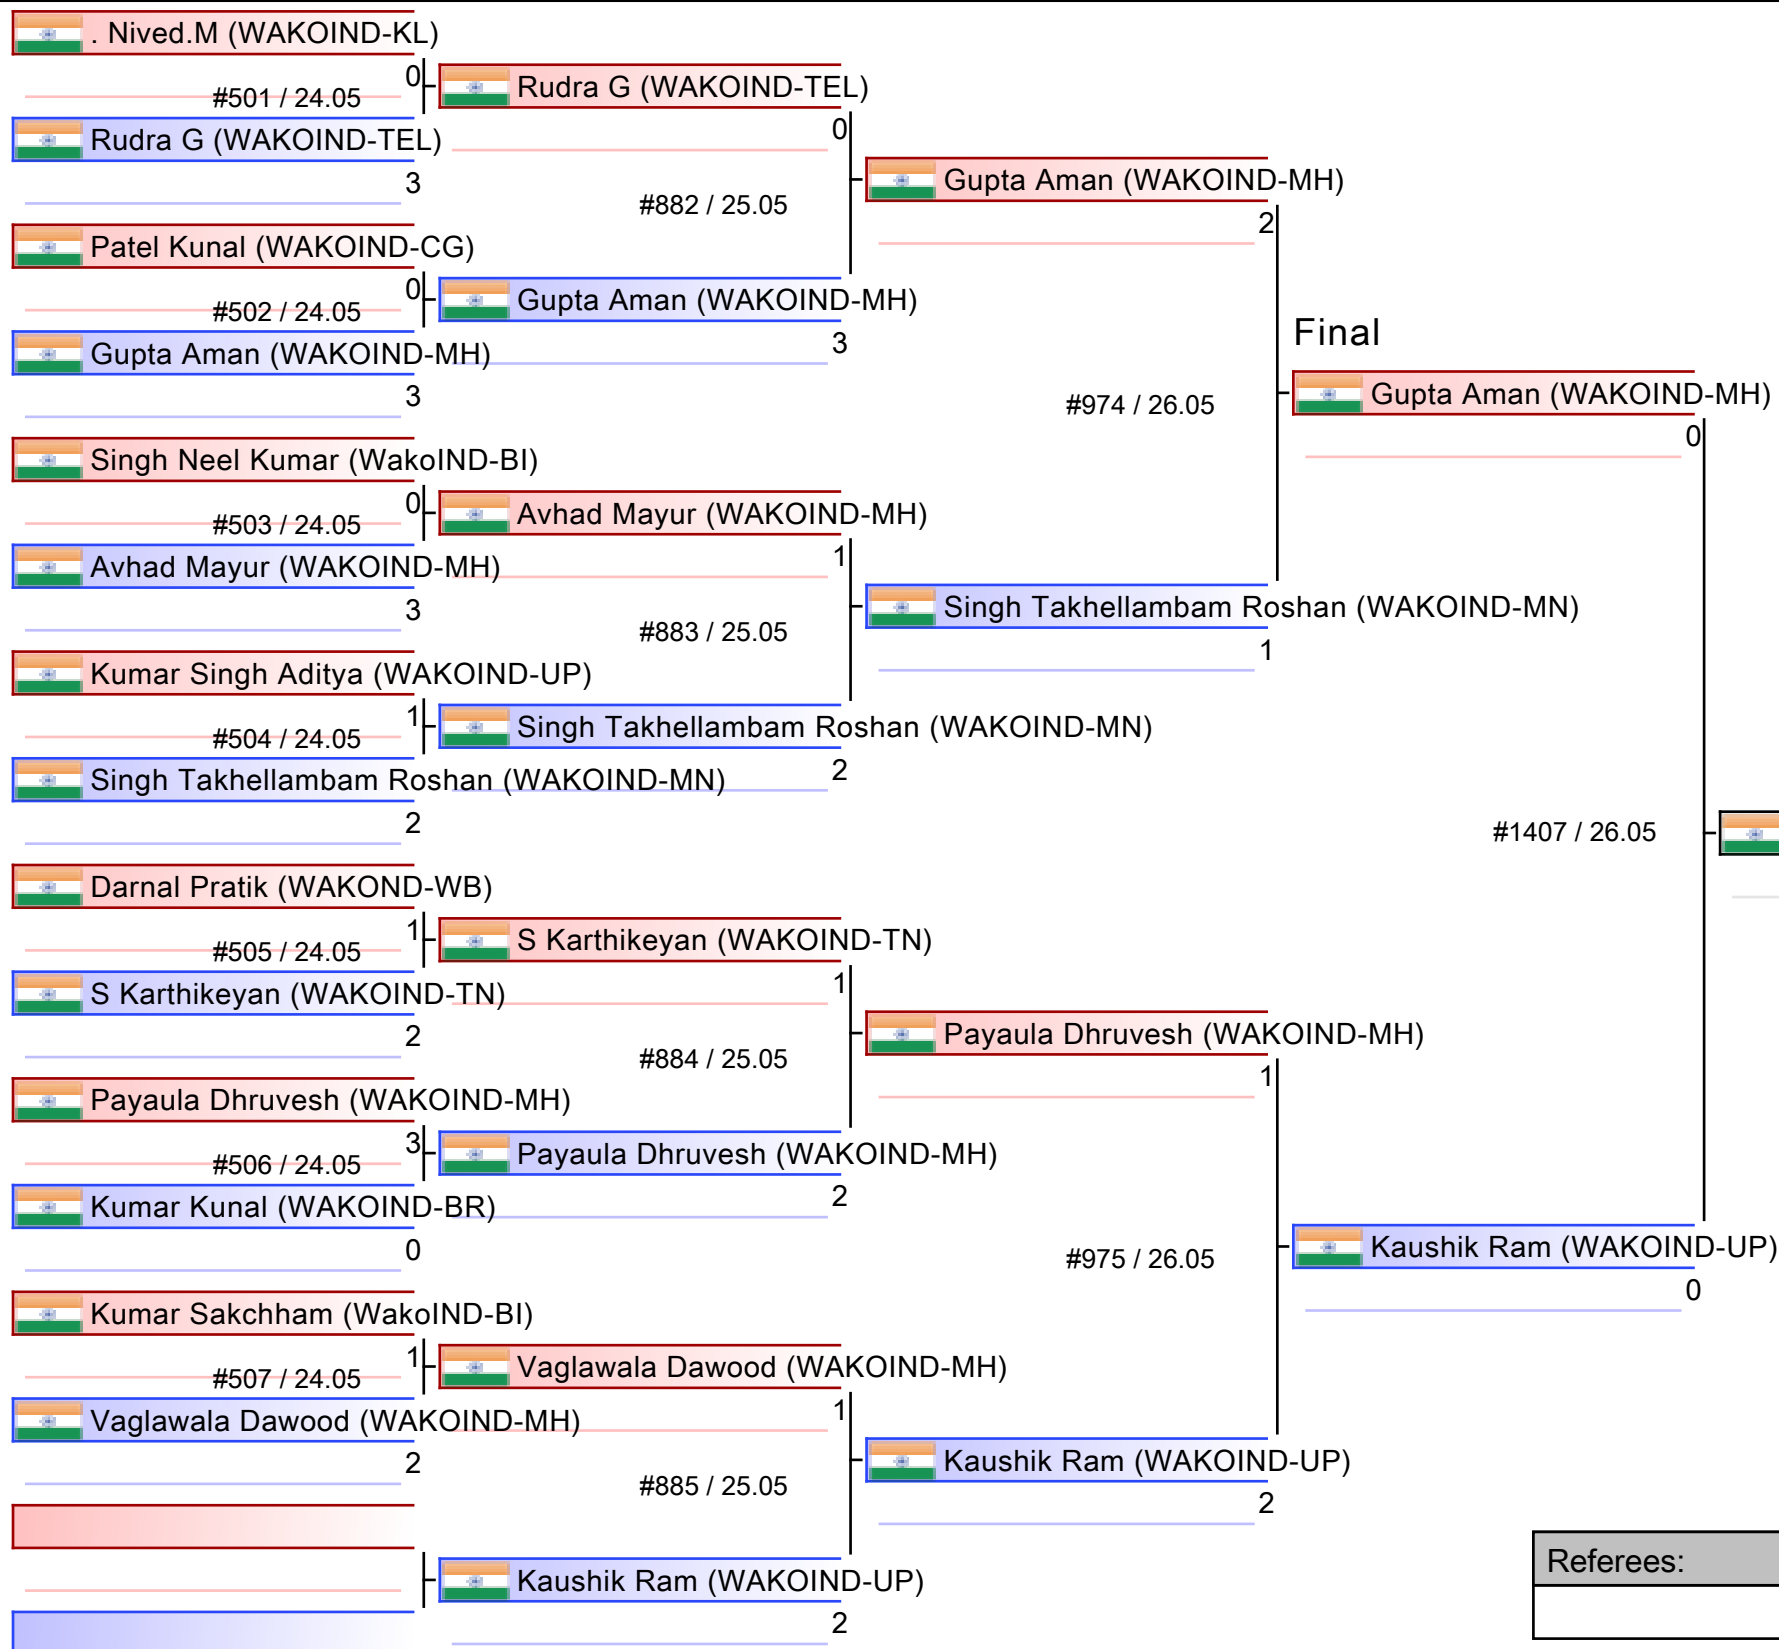 . Nived.M (WAKOIND-KL)
0
#501 / 24.05
Rudra G (WAKOIND-TEL)
3
Patel Kunal (WAKOIND-CG)
0
#502 / 24.05
Gupta Aman (WAKOIND-MH)
3
Singh Neel Kumar (WakoIND-BI)
0
#503 / 24.05
Avhad Mayur (WAKOIND-MH)
3
Kumar Singh Aditya (WAKOIND-UP)
1
#504 / 24.05
Singh Takhellambam Roshan (WAKOIND-MN)
2
Darnal Pratik (WAKOND-WB)
1
#505 / 24.05
S Karthikeyan (WAKOIND-TN)
2
Payaula Dhruvesh (WAKOIND-MH)
3
#506 / 24.05
Kumar Kunal (WAKOIND-BR)
0
Kumar Sakchham (WakoIND-BI)
1
#507 / 24.05
Vaglawala Dawood (WAKOIND-MH)
2
Rudra G (WAKOIND-TEL)
0
#882 / 25.05
Gupta Aman (WAKOIND-MH)
3
Avhad Mayur (WAKOIND-MH)
1
#883 / 25.05
Singh Takhellambam Roshan (WAKOIND-MN)
2
S Karthikeyan (WAKOIND-TN)
1
#884 / 25.05
Payaula Dhruvesh (WAKOIND-MH)
2
Vaglawala Dawood (WAKOIND-MH)
1
#885 / 25.05
Kaushik Ram (WAKOIND-UP)
2
Gupta Aman (WAKOIND-MH)
2
#974 / 26.05
Singh Takhellambam Roshan (WAKOIND-MN)
1
Payaula Dhruvesh (WAKOIND-MH)
1
#975 / 26.05
Kaushik Ram (WAKOIND-UP)
2
Final
Gupta Aman (WAKOIND-MH)
0
#1407 / 26.05
Kaushik Ram (WAKOIND-UP)
0
Referees: